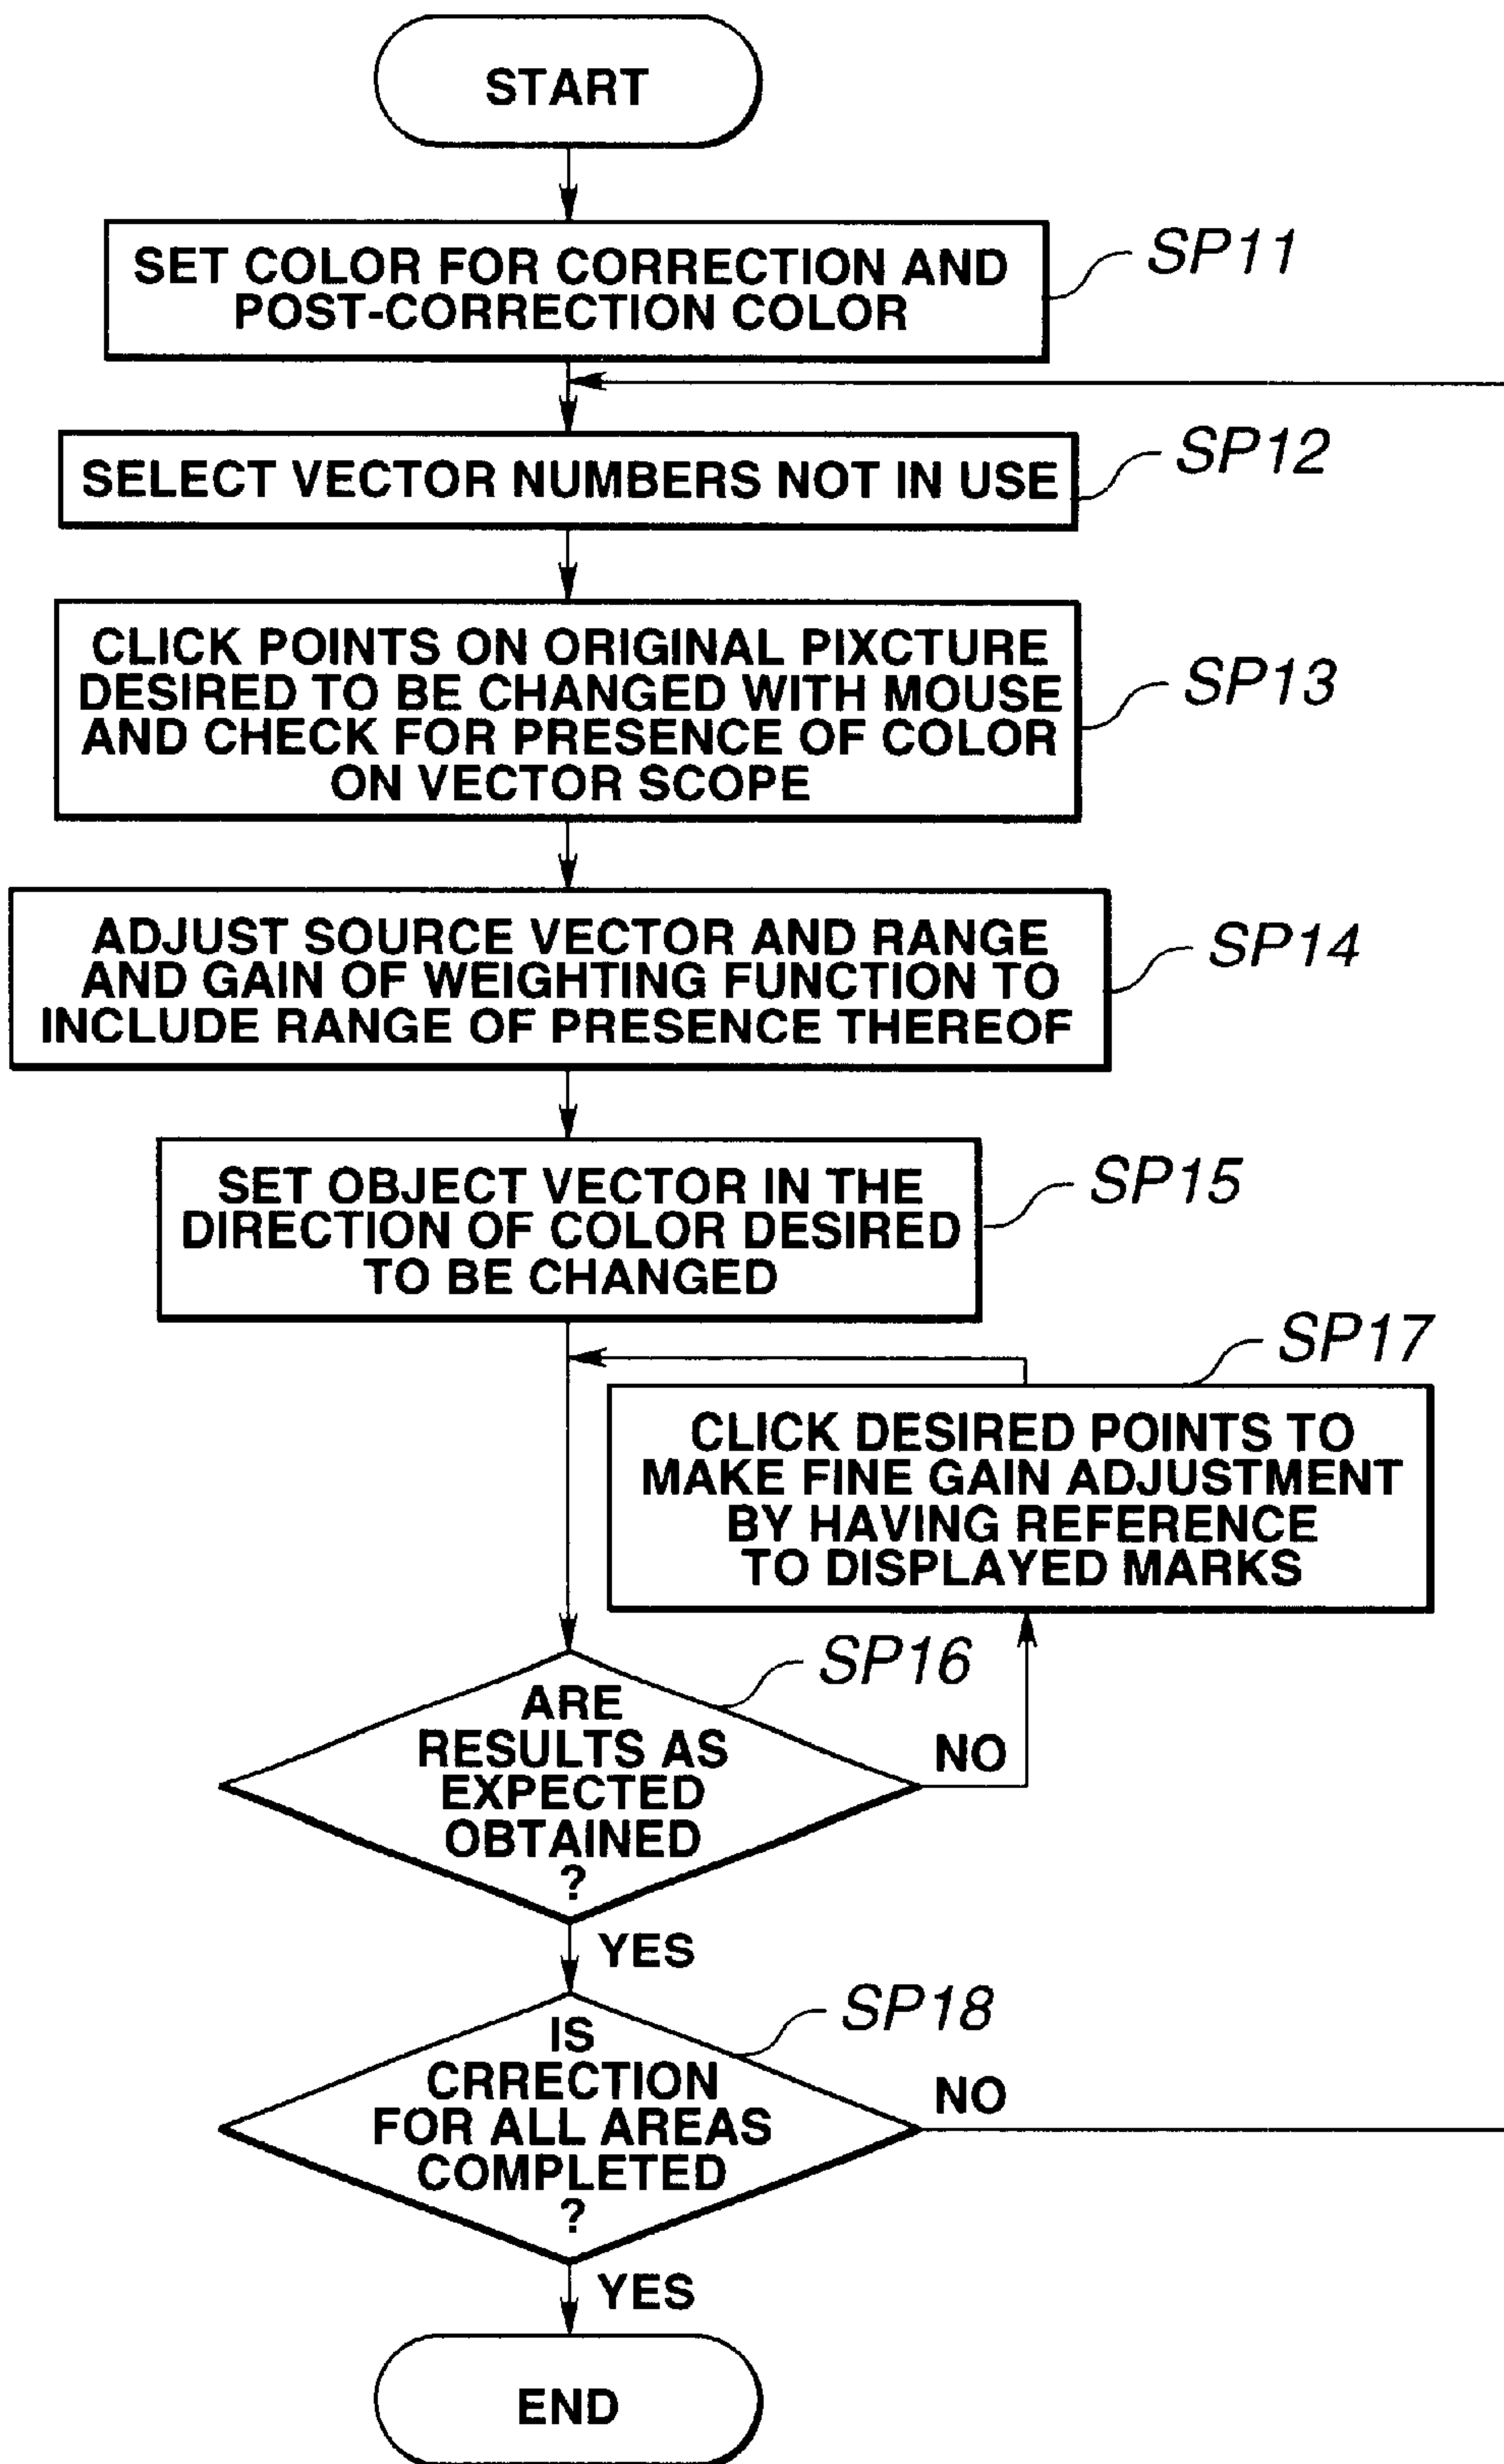 START
SET COLOR FOR CORRECTION AND
POST-CORRECTION COLOR
SP11
SELECT VECTOR NUMBERS NOT IN USE
SP12
CLICK POINTS ON ORIGINAL PIXCTURE
DESIRED TO BE CHANGED WITH MOUSE
AND CHECK FOR PRESENCE OF COLOR
ON VECTOR SCOPE
SP13
ADJUST SOURCE VECTOR AND RANGE
AND GAIN OF WEIGHTING FUNCTION TO
INCLUDE RANGE OF PRESENCE THEREOF
SP14
SET OBJECT VECTOR IN THE
DIRECTION OF COLOR DESIRED
TO BE CHANGED
SP15
SP17
CLICK DESIRED POINTS TO
MAKE FINE GAIN ADJUSTMENT
BY HAVING REFERENCE
TO DISPLAYED MARKS
SP16
ARE
RESULTS AS
EXPECTED
OBTAINED
?
NO
YES
SP18
IS
CRRECTION
FOR ALL AREAS
COMPLETED
?
NO
YES
END